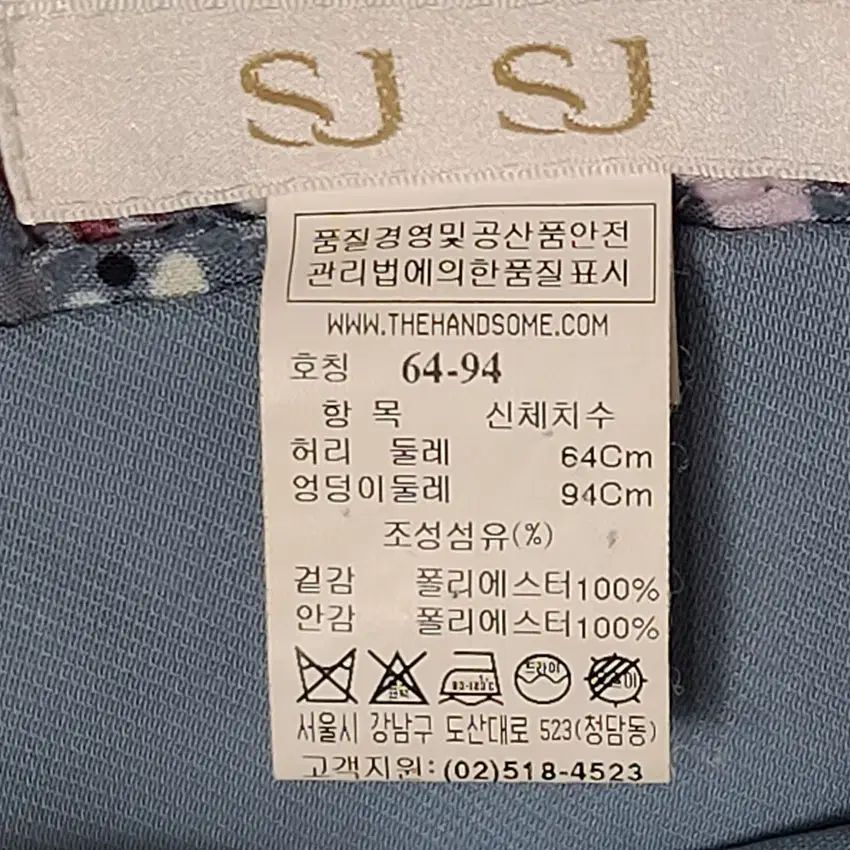 SJ SJ
품질경영및공산품안전
관리법에의한품질표시
WWW.THEHANDSOME.COM
호칭 64-94
항 목 신체치수
허리 둘레 64Cm
엉덩이둘레 94Cm
조성섬유(%)
겉감 폴리에스터100%
안감 폴리에스터100%
드라이
서울시 강남구 도산대로 523(청담동)
고객지원: (02)518-4523